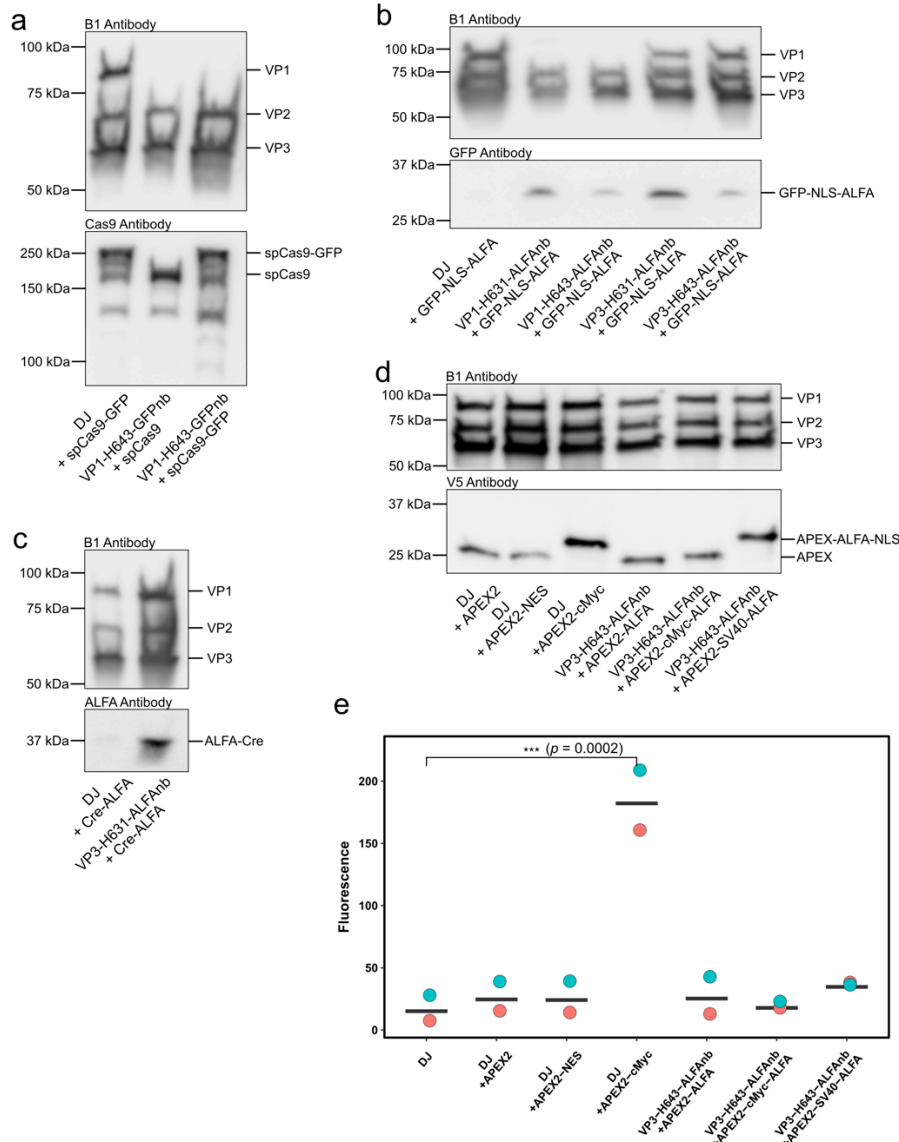 a
B1 Antibody
100 kDa
75 kDa
50 kDa
VP1
VP2
VP3
Cas9 Antibody
250 kDa
150 kDa
100 kDa
spCas9-GFP
spCas9
DJ
+ spCas9-GFP
VP1-H643-GFPnb
+ spCas9
VP1-H643-GFPnb
+ spCas9-GFP
b
B1 Antibody
100 kDa
75 kDa
50 kDa
VP1
VP2
VP3
GFP Antibody
37 kDa
25 kDa
GFP-NLS-ALFA
DJ
+ GFP-NLS-ALFA
VP1-H631-ALFAnb
+ GFP-NLS-ALFA
VP1-H643-ALFAnb
+ GFP-NLS-ALFA
VP3-H631-ALFAnb
+ GFP-NLS-ALFA
VP3-H643-ALFAnb
+ GFP-NLS-ALFA
c
B1 Antibody
100 kDa
75 kDa
50 kDa
VP1
VP2
VP3
ALFA Antibody
37 kDa
ALFA-Cre
DJ
+ Cre-ALFA
VP3-H631-ALFAnb
+ Cre-ALFA
d
B1 Antibody
100 kDa
75 kDa
50 kDa
VP1
VP2
VP3
V5 Antibody
37 kDa
25 kDa
APEX-ALFA-NLS
APEX
DJ
+ APEX2
DJ
+ APEX2-NES
DJ
+APEX2-cMyc
VP3-H643-ALFAnb
+ APEX2-ALFA
VP3-H643-ALFAnb
+ APEX2-cMyc-ALFA
VP3-H643-ALFAnb
+ APEX2-SV40-ALFA
e
*** (p = 0.0002)
Fluorescence
200
150
100
50
0
DJ
DJ
+APEX2
DJ
+APEX2-NES
DJ
+APEX2-cMyc
VP3-H643-ALFAnb
+APEX2-ALFA
VP3-H643-ALFAnb
+APEX2-cMyc-ALFA
VP3-H643-ALFAnb
+APEX2-SV40-ALFA